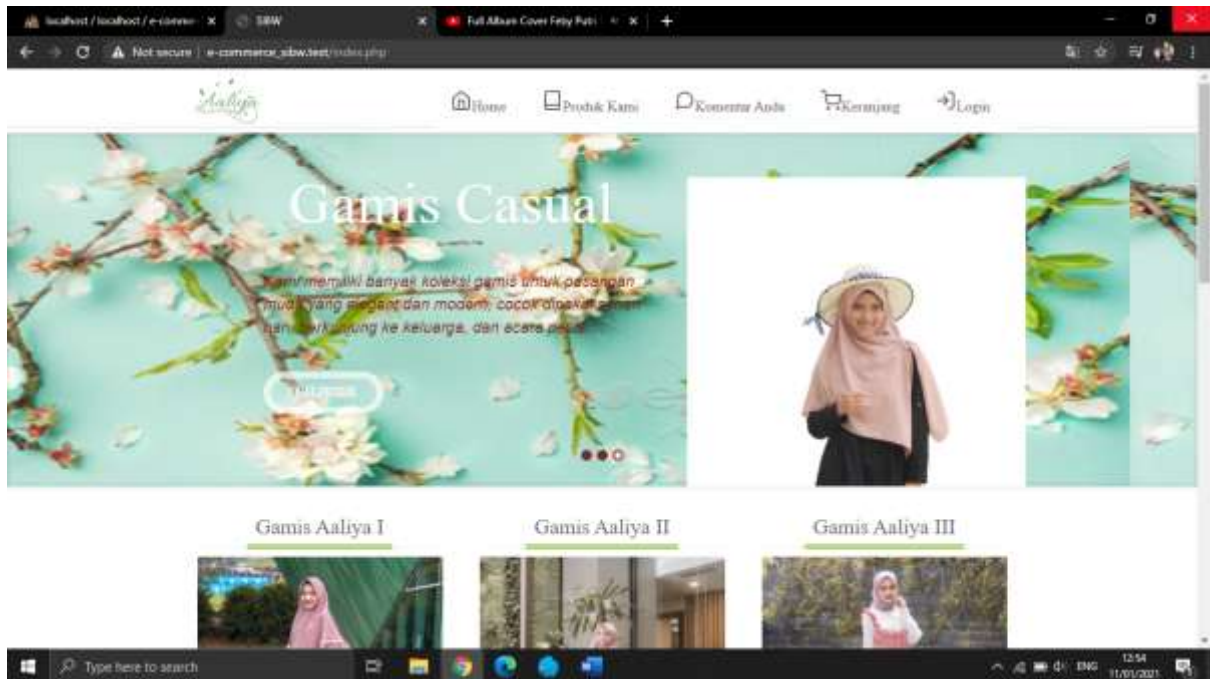 localhost / localhost / e-comme
SIBW
Full Album Cover Feby Putri
Not secure
e-commerce_sibw.test/index.php
Aaliya
Home
Produk Kami
Komentar Anda
Keranjang
Login
Gamis Casual
Kami memiliki banyak koleksi gamis untuk pasangan
yang elegant dan modern, cocok dipakai
berkunjung ke keluarga, dan acara
Gamis Aaliya I
Gamis Aaliya II
Gamis Aaliya III
Type here to search
ENG
12:54
11/01/2021